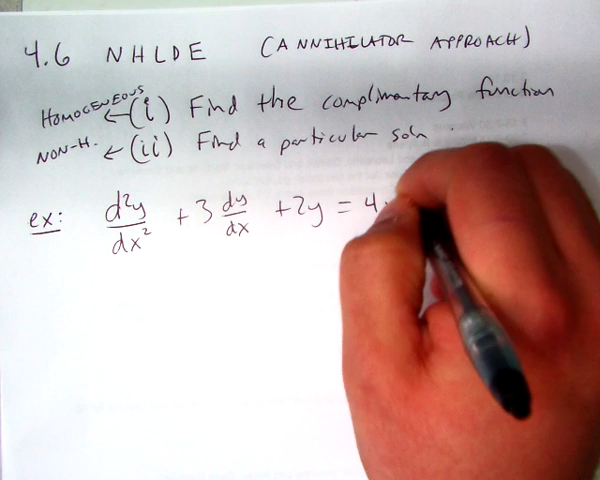 4.6 NHLDE (ANNIHILATOR APPROACH)
HOMOGENEOUS ← (i) Find the complimentary function
NON-H. ← (ii) Find a particular soln
ex: d²y/dx² + 3 dy/dx + 2y = 4